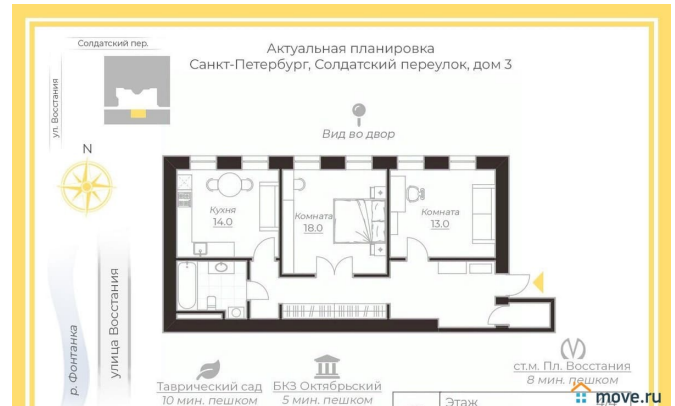 Солдатский пер.
Актуальная планировка
Санкт-Петербург, Солдатский переулок, дом 3
ул. Восстания
Вид во двор
N
Кухня
14.0
Комната
18.0
Комната
13.0
улица Восстания
р. Фонтанка
Таврический сад
10 мин. пешком
БКЗ Октябрьский
5 мин. пешком
ст.м. Пл. Восстания
8 мин. пешком
Этаж
move.ru